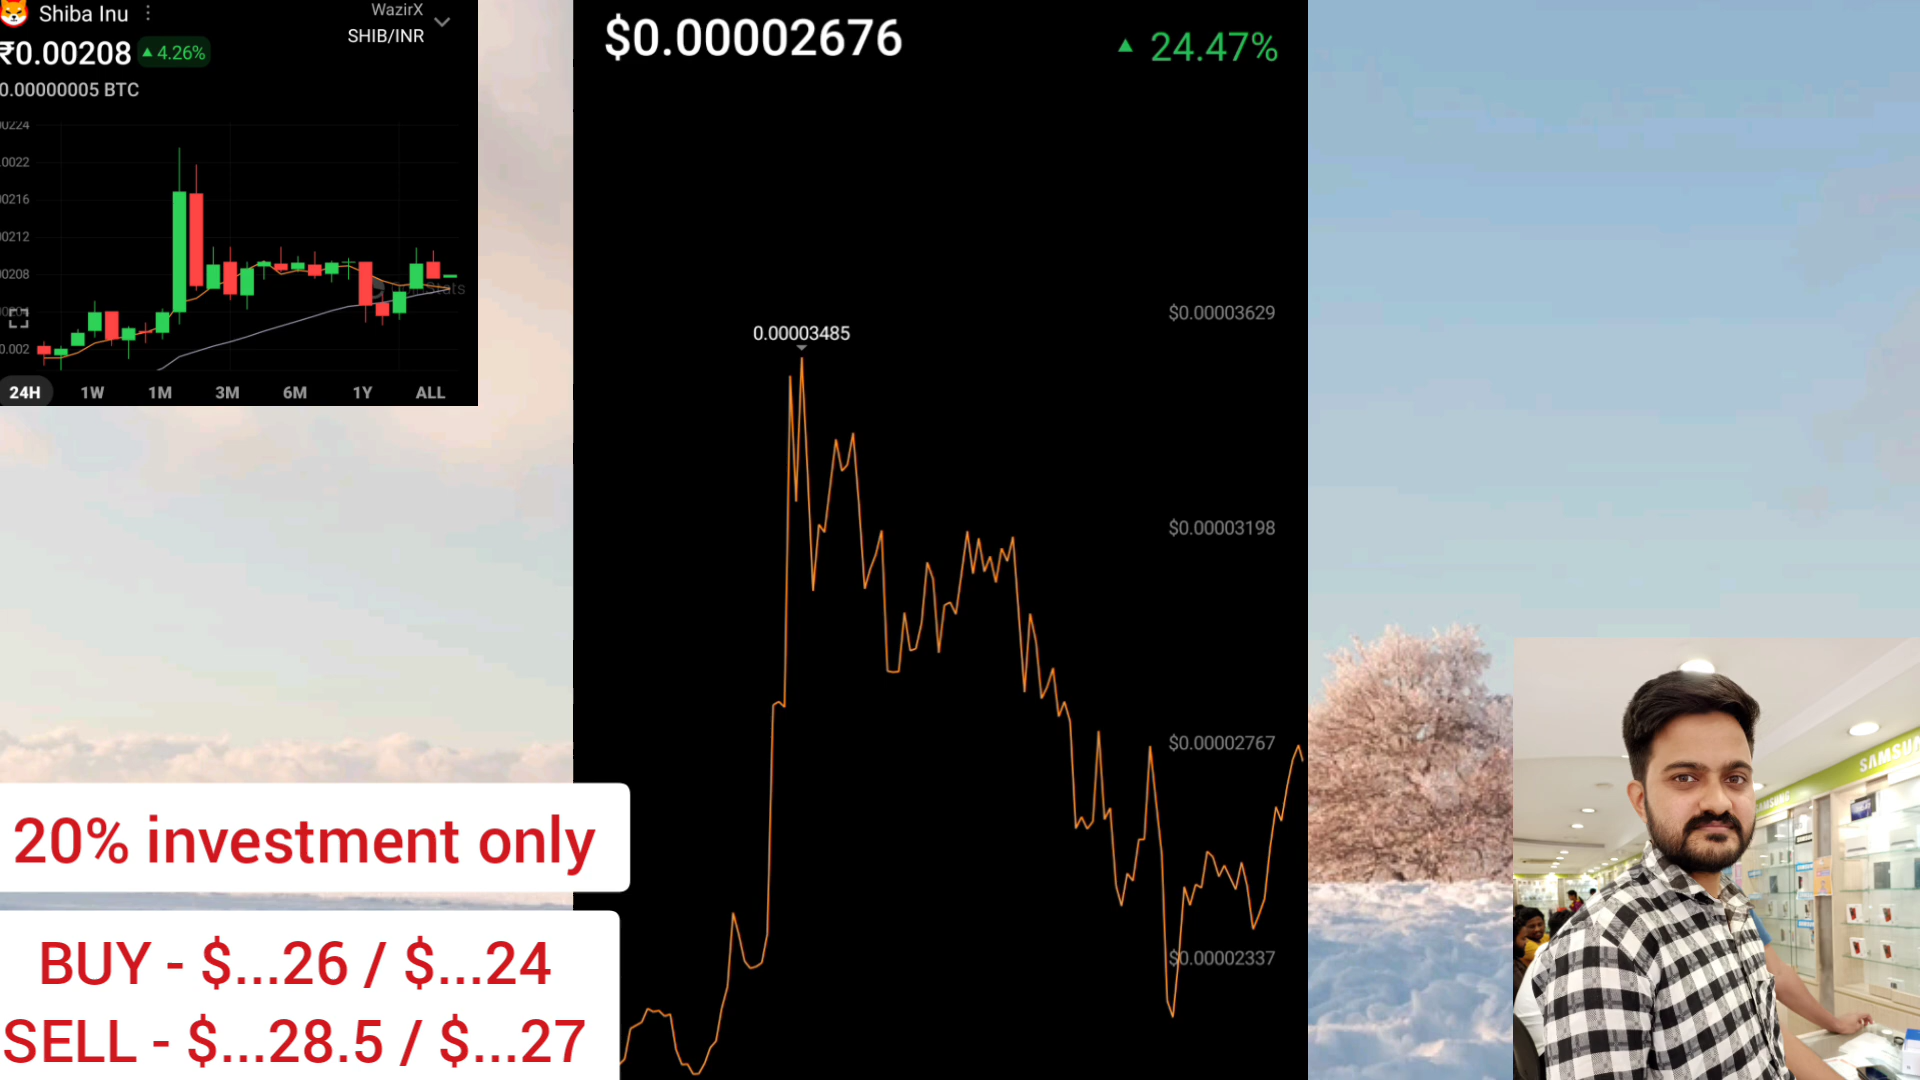 Shiba Inu
WazirX
SHIB/INR
₹0.00208
4.26%
0.00000005 BTC
24H 1W 1M 3M 6M 1Y ALL
$0.00002676
24.47%
0.00003485
$0.00003629
$0.00003198
$0.00002767
$0.00002337
20% investment only
BUY - $...26 / $...24
SELL - $...28.5 / $...27
SAMSUNG